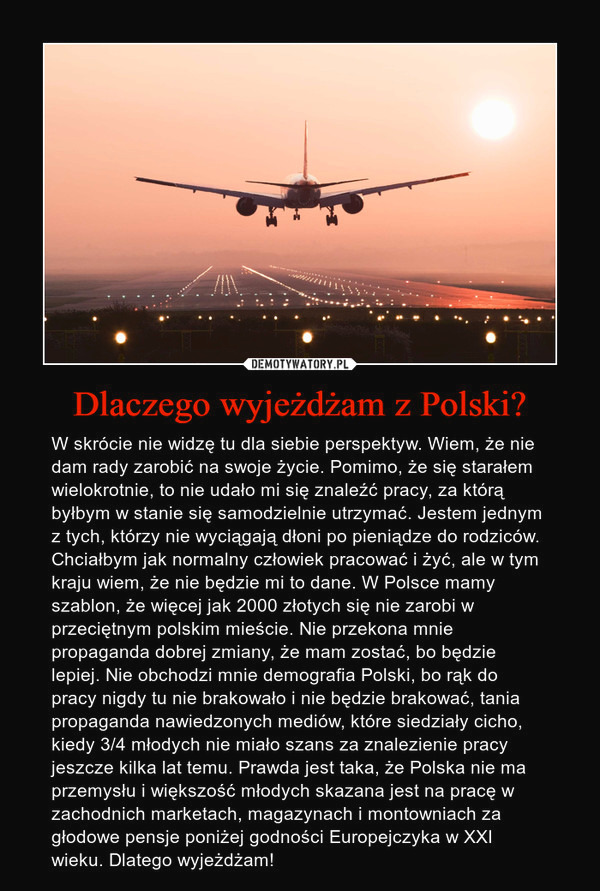 DEMOTYWATORY.PL
Dlaczego wyjeżdżam z Polski?
W skrócie nie widzę tu dla siebie perspektyw. Wiem, że nie
dam rady zarobić na swoje życie. Pomimo, że się starałem
wielokrotnie, to nie udało mi się znaleźć pracy, za którą
byłbym w stanie się samodzielnie utrzymać. Jestem jednym
z tych, którzy nie wyciągają dłoni po pieniądze do rodziców.
Chciałbym jak normalny człowiek pracować i żyć, ale w tym
kraju wiem, że nie będzie mi to dane. W Polsce mamy
szablon, że więcej jak 2000 złotych się nie zarobi w
przeciętnym polskim mieście. Nie przekona mnie
propaganda dobrej zmiany, że mam zostać, bo będzie
lepiej. Nie obchodzi mnie demografia Polski, bo rąk do
pracy nigdy tu nie brakowało i nie będzie brakować, tania
propaganda nawiedzonych mediów, które siedziały cicho,
kiedy 3/4 młodych nie miało szans za znalezienie pracy
jeszcze kilka lat temu. Prawda jest taka, że Polska nie ma
przemysłu i większość młodych skazana jest na pracę w
zachodnich marketach, magazynach i montowniach za
głodowe pensje poniżej godności Europejczyka w XXI
wieku. Dlatego wyjeżdżam!